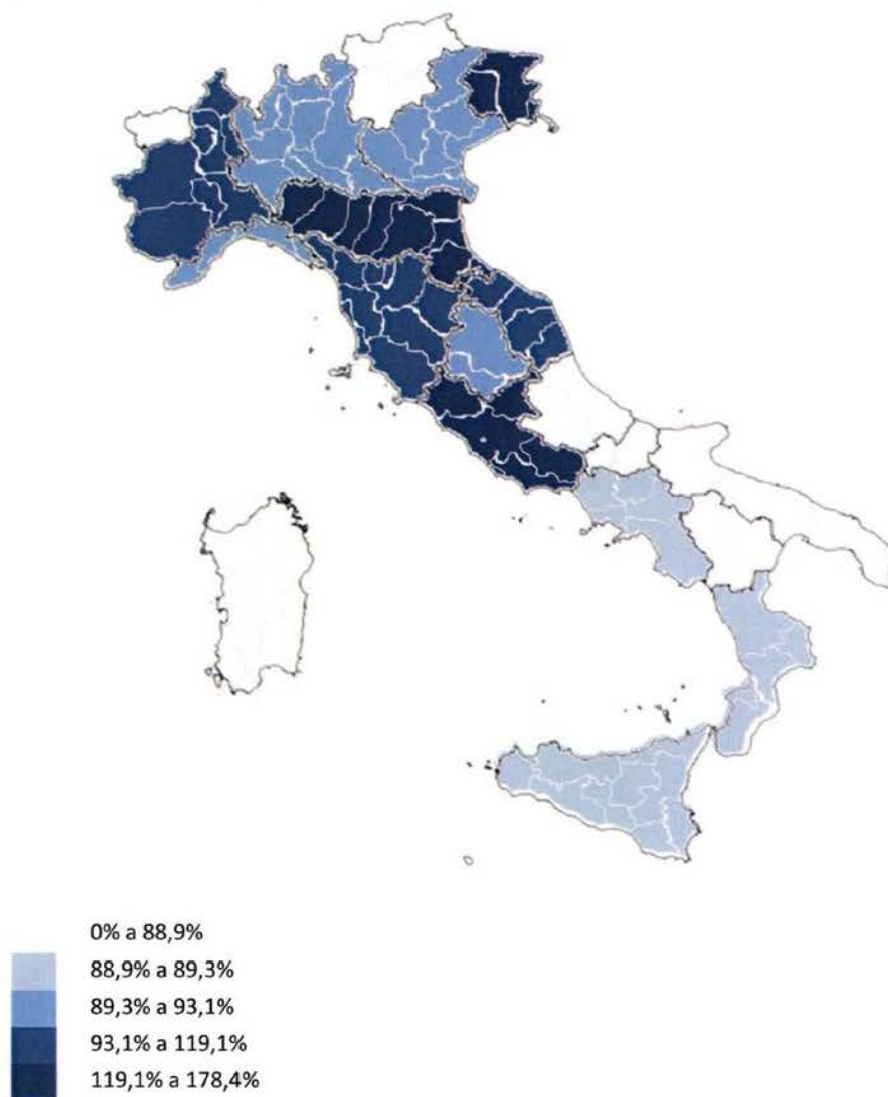 0% a 88,9%
88,9% a 89,3%
89,3% a 93,1%
93,1% a 119,1%
119,1% a 178,4%